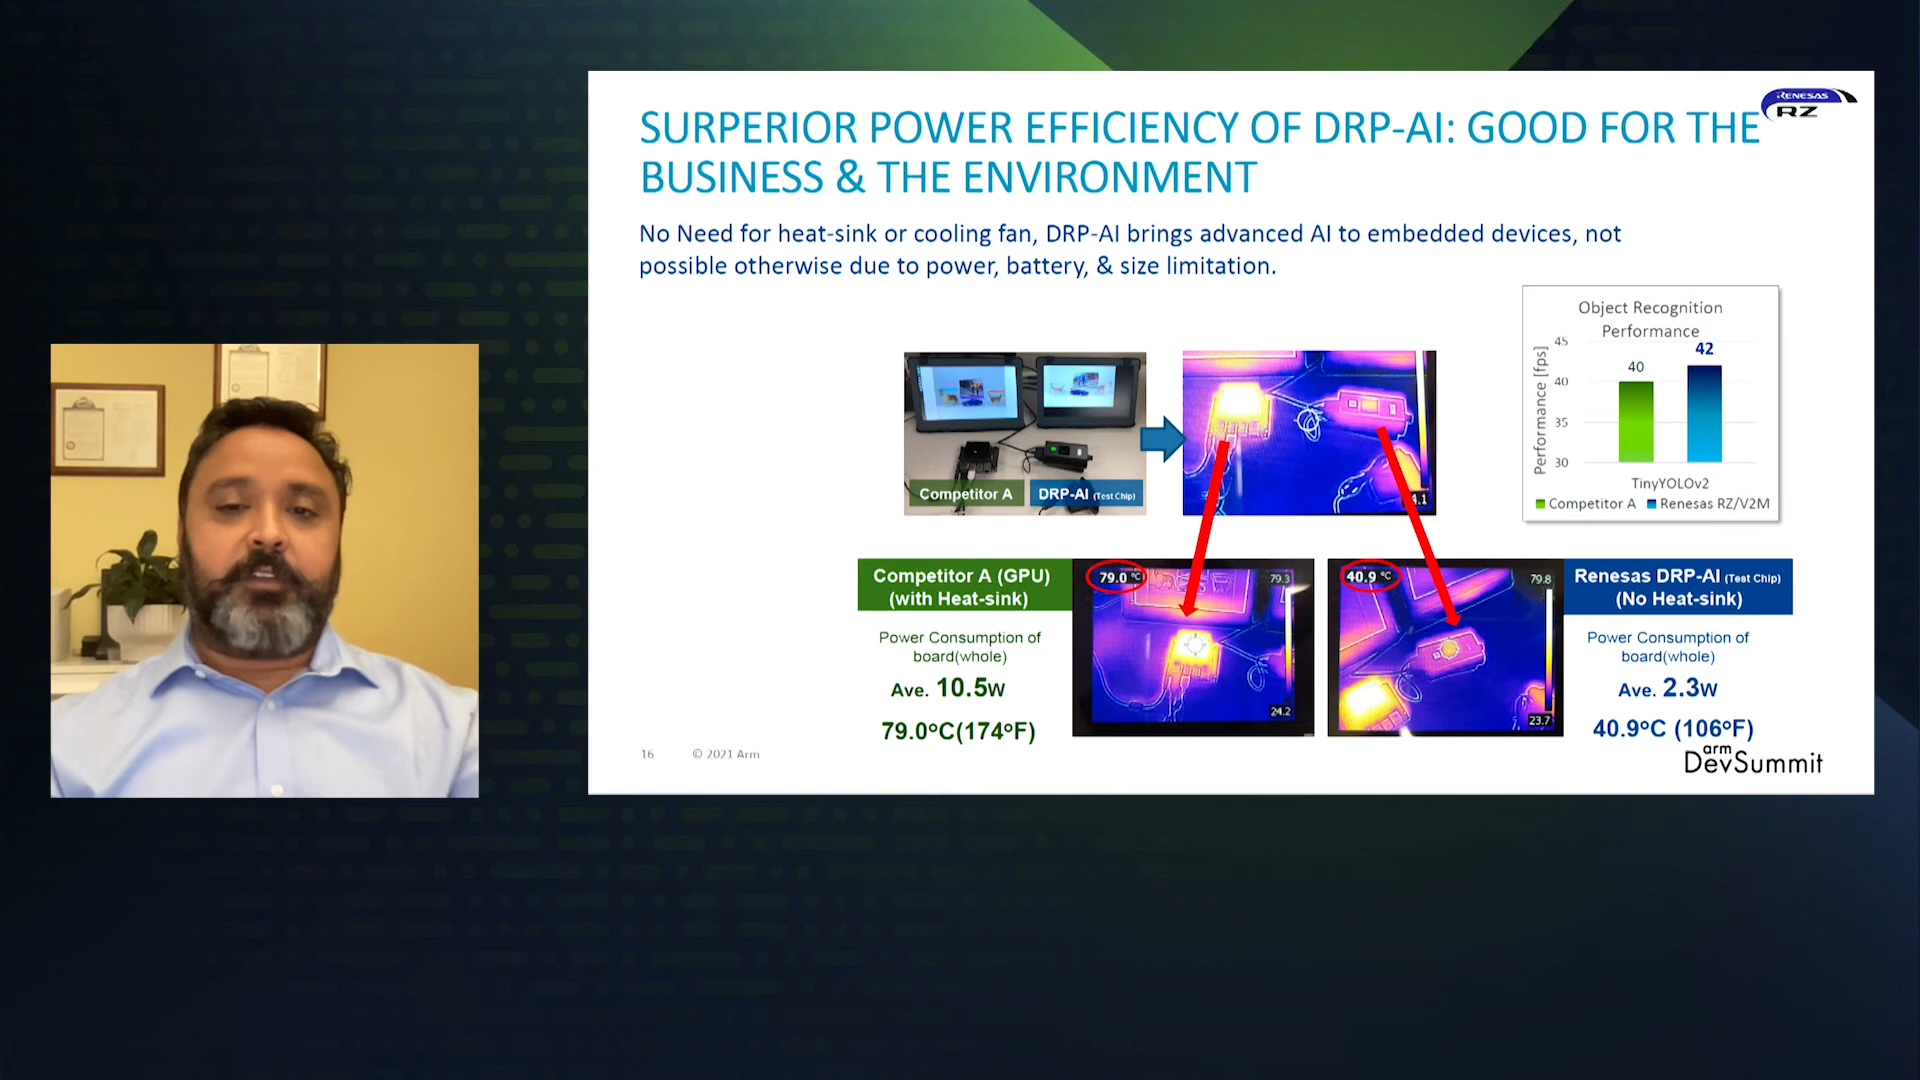 RENESAS
RZ
SURPERIOR POWER EFFICIENCY OF DRP-AI: GOOD FOR THE
BUSINESS & THE ENVIRONMENT
No Need for heat-sink or cooling fan, DRP-AI brings advanced AI to embedded devices, not
possible otherwise due to power, battery, & size limitation.
Competitor A
DRP-AI (Test Chip)
Object Recognition
Performance
Performance [fps]
45
40
35
30
40
42
TinyYOLOv2
Competitor A
Renesas RZ/V2M
Competitor A (GPU)
(with Heat-sink)
Power Consumption of
board(whole)
Ave. 10.5W
79.0°C(174°F)
79.0 °C
79.3
24.2
40.9 °C
79.8
23.7
Renesas DRP-AI (Test Chip)
(No Heat-sink)
Power Consumption of
board(whole)
Ave. 2.3W
40.9°C (106°F)
16
© 2021 Arm
arm
DevSummit